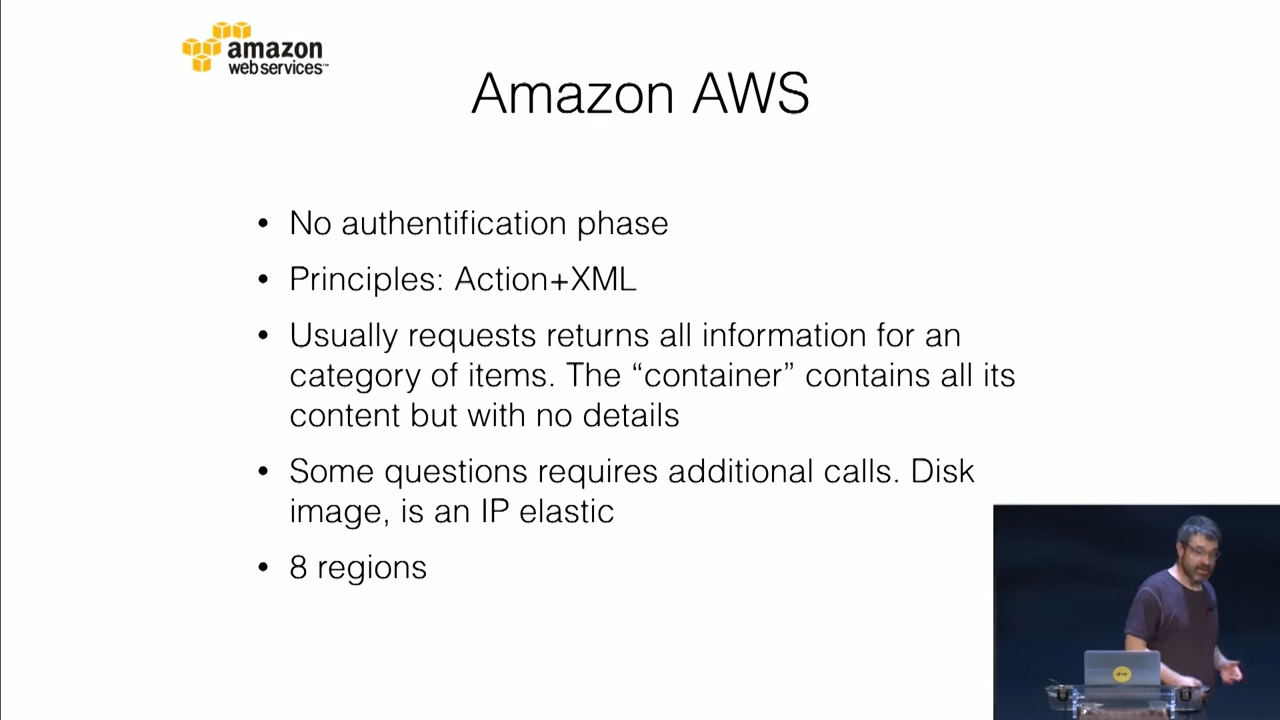 amazon
webservices™
Amazon AWS
• No authentification phase
• Principles: Action+XML
• Usually requests returns all information for an
category of items. The “container” contains all its
content but with no details
• Some questions requires additional calls. Disk
image, is an IP elastic
• 8 regions